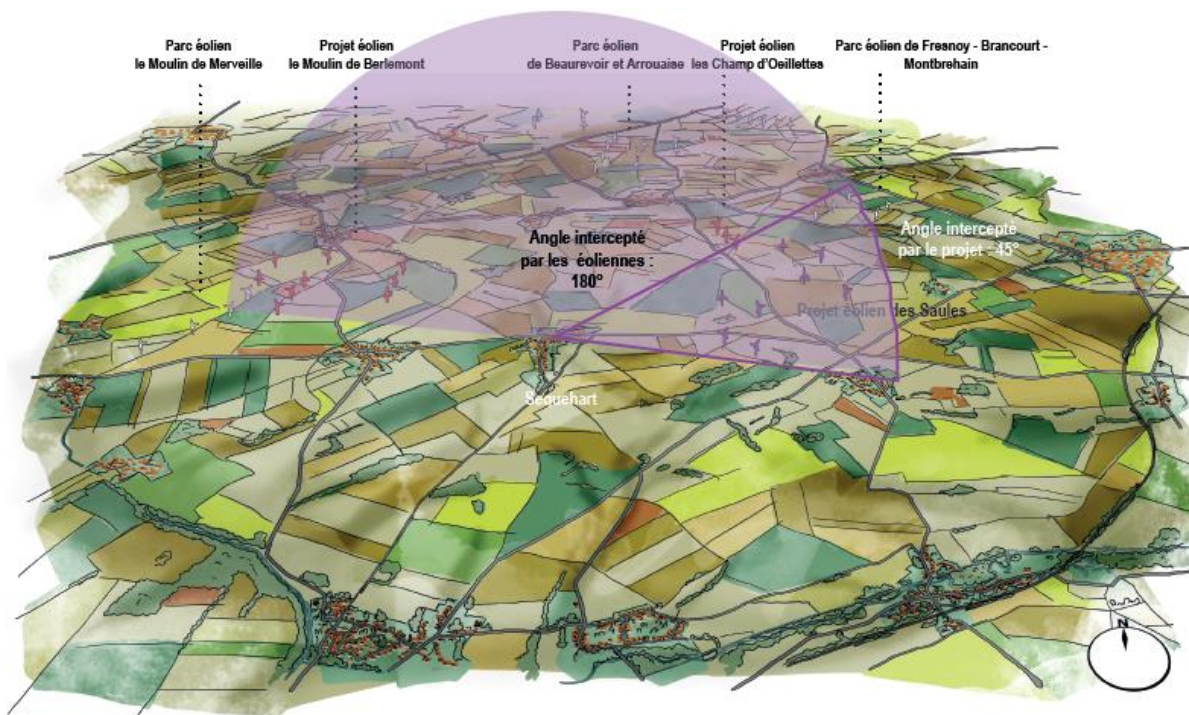 Parc éolien
le Moulin de Merveille
Projet éolien
le Moulin de Berlemont
Parc éolien
de Beaurevoir et Arrouaise
Projet éolien
les Champ d'Oeillettes
Parc éolien de Fresnoy - Brancourt -
Montbrehain
Angle intercepté
par les éoliennes :
180°
Angle intercepté
par le projet : 45°
Projet éolien des Saules
Sequehart
N